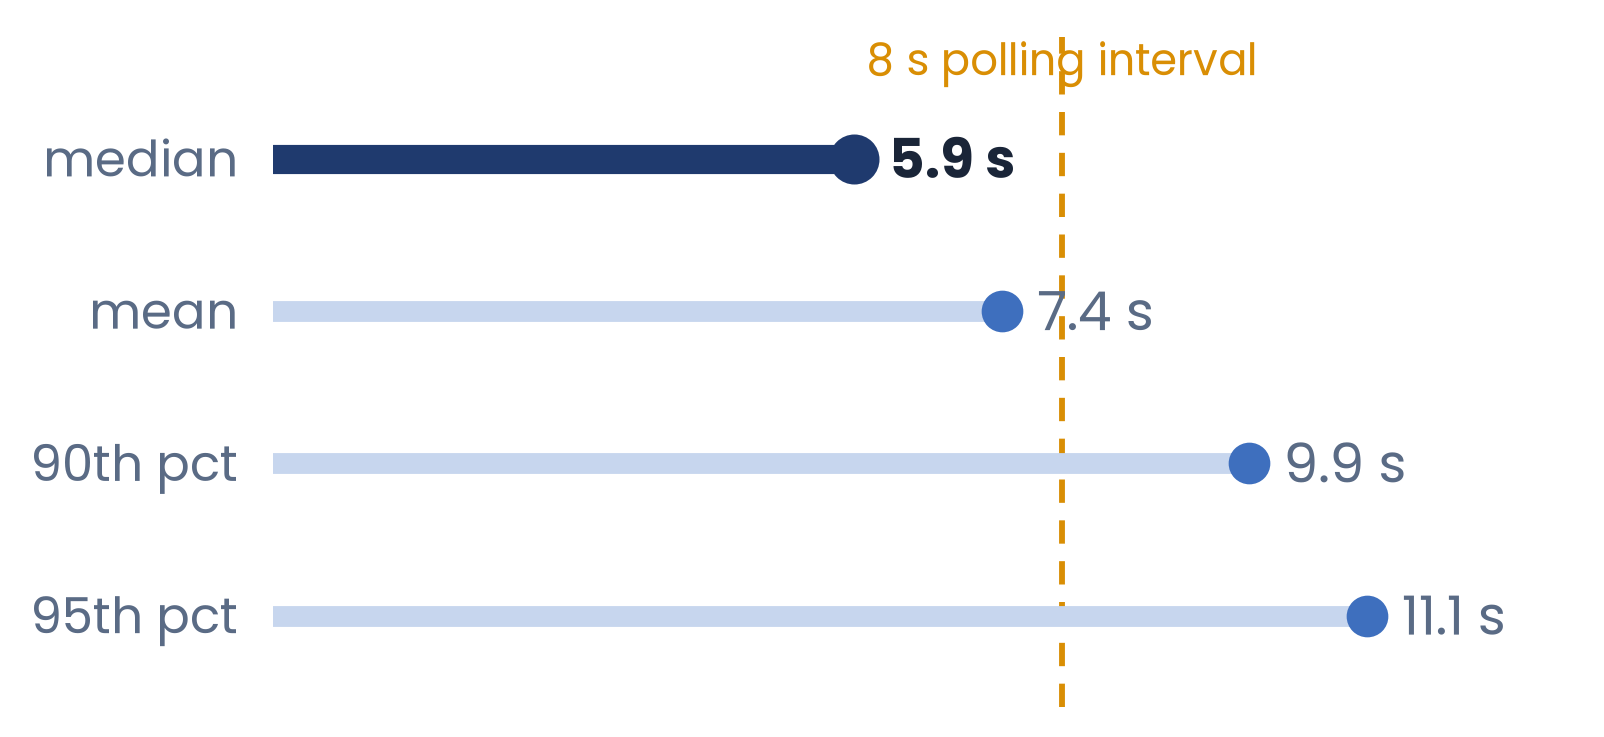 8 s polling interval
median 5.9 s
mean 7.4 s
90th pct 9.9 s
95th pct 11.1 s